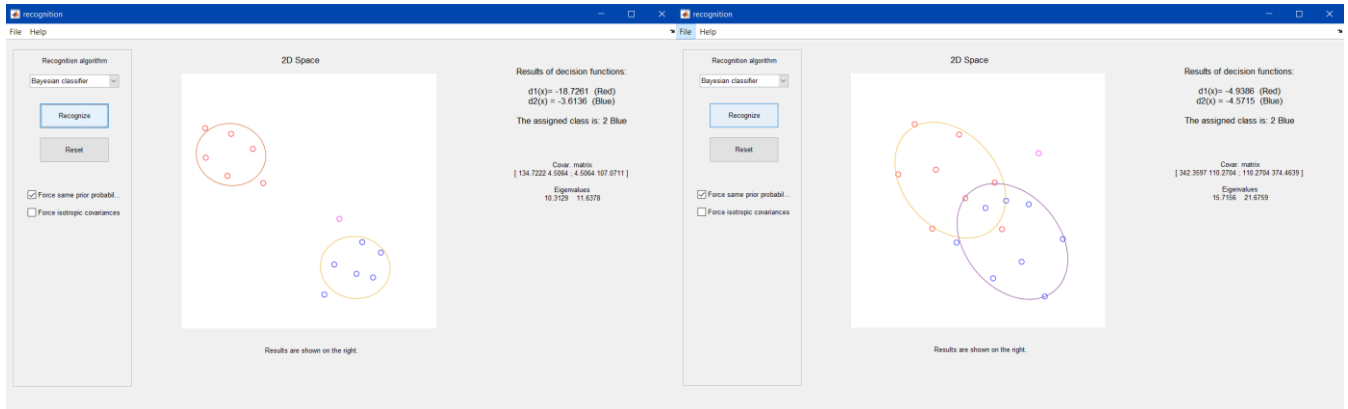 recognition
File Help
Recognition algorithm
Bayesian classifier
Recognize
Reset
Force same prior probabil...
Force isotropic covariances
2D Space
Results are shown on the right.
Results of decision functions:
d1(x)= -18.7261 (Red)
d2(x) = -3.6136 (Blue)
The assigned class is: 2 Blue
Covar. matrix
[ 134.7222 4.5064 ; 4.5064 107.0711 ]
Eigenvalues
10.3129 11.6378
recognition
File Help
Recognition algorithm
Bayesian classifier
Recognize
Reset
Force same prior probabil...
Force isotropic covariances
2D Space
Results are shown on the right.
Results of decision functions:
d1(x)= -4.9386 (Red)
d2(x) = -4.5715 (Blue)
The assigned class is: 2 Blue
Covar. matrix
[ 342.3597 110.2704 ; 110.2704 374.4639 ]
Eigenvalues
15.7156 21.6759